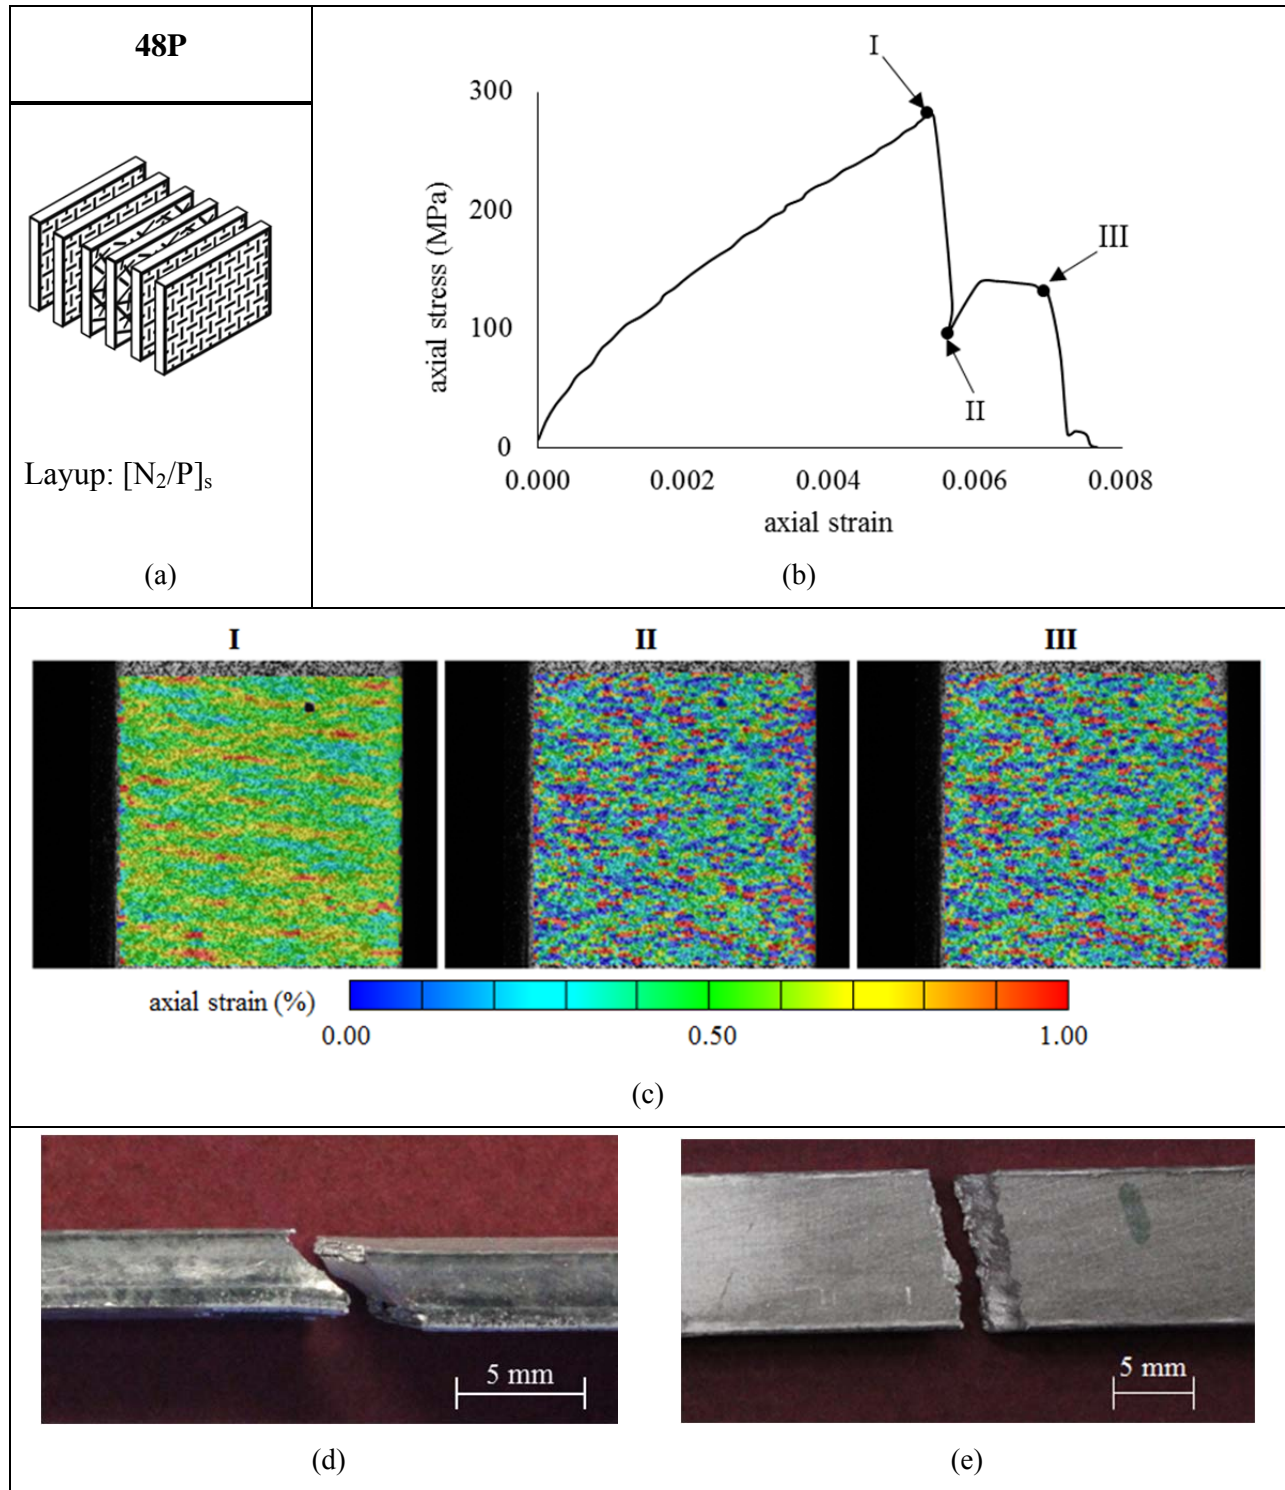 48P
Layup: [N₂/P]ₛ
(a)
I
300
200
III
100
II
0
0.000 0.002 0.004 0.006 0.008
axial stress (MPa)
axial strain
(b)
I II III
axial strain (%)
0.00 0.50 1.00
(c)
5 mm
5 mm
(d) (e)